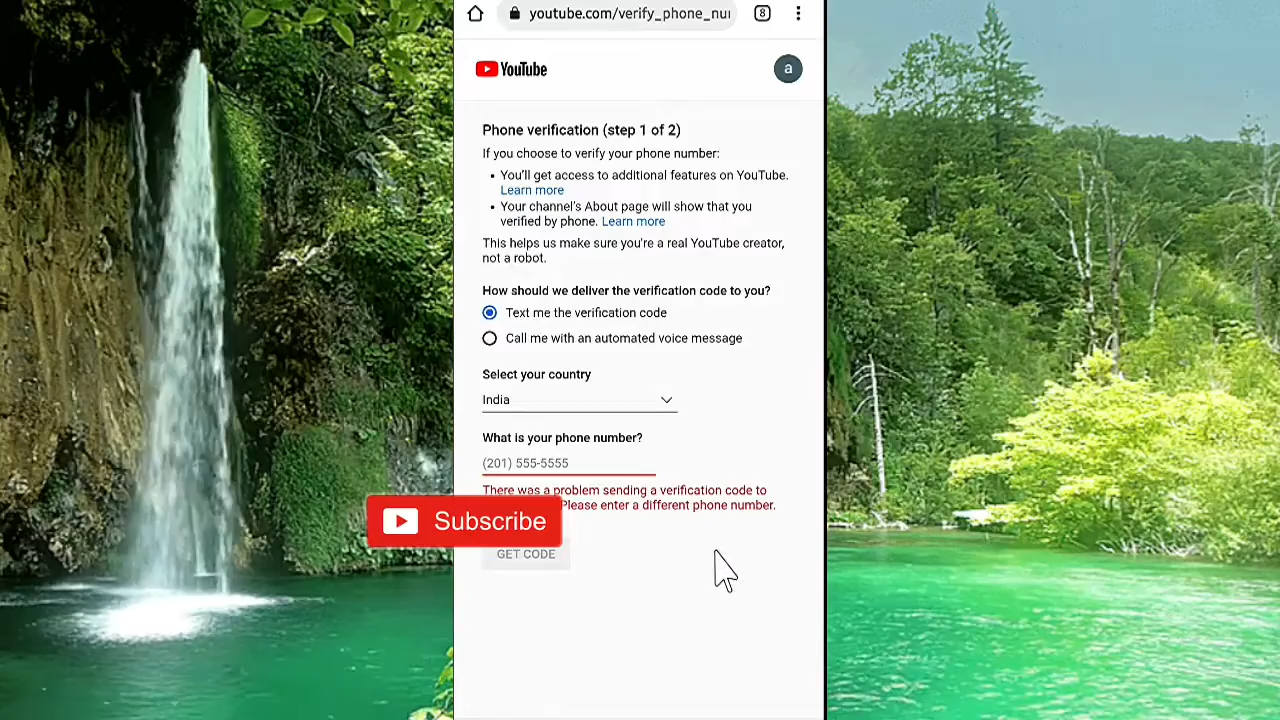 youtube.com/verify_phone_nu
8
YouTube
a
Phone verification (step 1 of 2)
If you choose to verify your phone number:
• You'll get access to additional features on YouTube.
Learn more
• Your channel's About page will show that you
verified by phone. Learn more
This helps us make sure you're a real YouTube creator,
not a robot.
How should we deliver the verification code to you?
Text me the verification code
Call me with an automated voice message
Select your country
India
What is your phone number?
(201) 555-5555
There was a problem sending a verification code to
Please enter a different phone number.
Subscribe
GET CODE